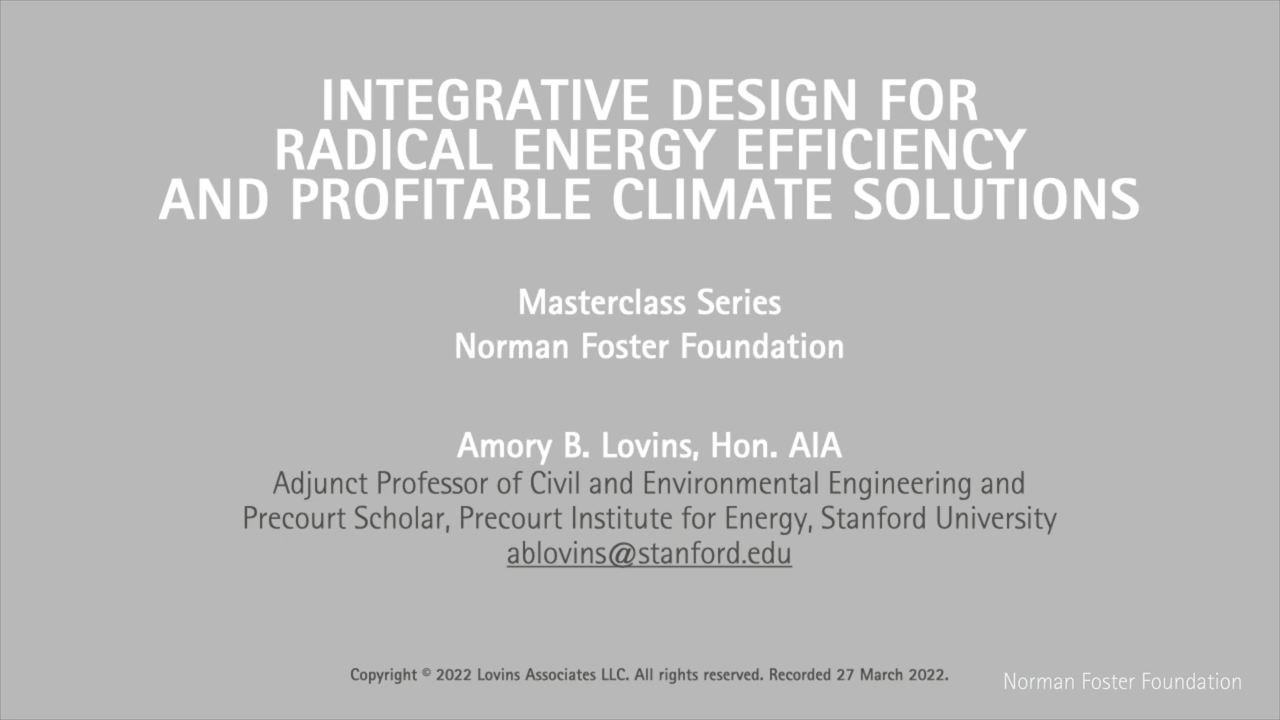 INTEGRATIVE DESIGN FOR
RADICAL ENERGY EFFICIENCY
AND PROFITABLE CLIMATE SOLUTIONS
Masterclass Series
Norman Foster Foundation
Amory B. Lovins, Hon. AIA
Adjunct Professor of Civil and Environmental Engineering and
Precourt Scholar, Precourt Institute for Energy, Stanford University
ablovins@stanford.edu
Copyright © 2022 Lovins Associates LLC. All rights reserved. Recorded 27 March 2022.
Norman Foster Foundation